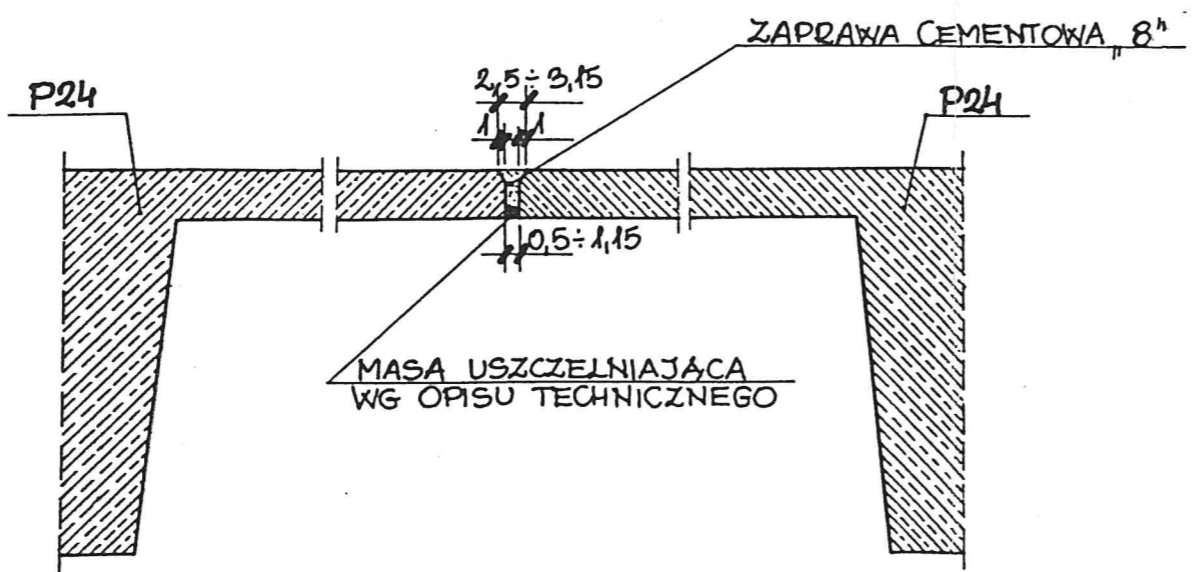 ZAPRAWA CEMENTOWA „8"
2,5÷3,15
P24
P24
1 1
0,5÷1,15
MASA USZCZELNIAJĄCA
WG OPISU TECHNICZNEGO